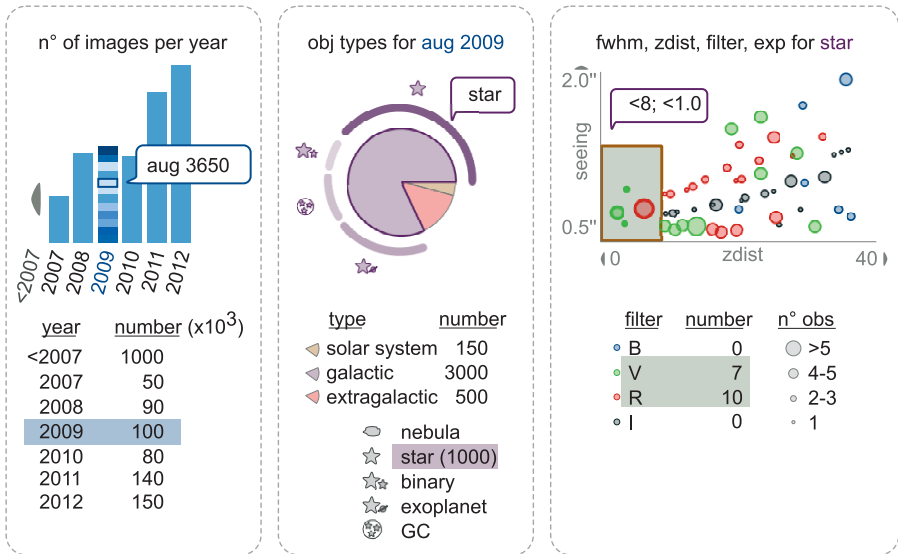 n° of images per year
aug 3650
<2007
2007
2008
2009
2010
2011
2012
year number (x10³)
<2007 1000
2007 50
2008 90
2009 100
2010 80
2011 140
2012 150
obj types for aug 2009
star
type number
solar system 150
galactic 3000
extragalactic 500
nebula
star (1000)
binary
exoplanet
GC
fwhm, zdist, filter, exp for star
2.0"
<8; <1.0
seeing
0.5"
0 zdist 40
filter number n° obs
B 0 >5
V 7 4-5
R 10 2-3
I 0 1